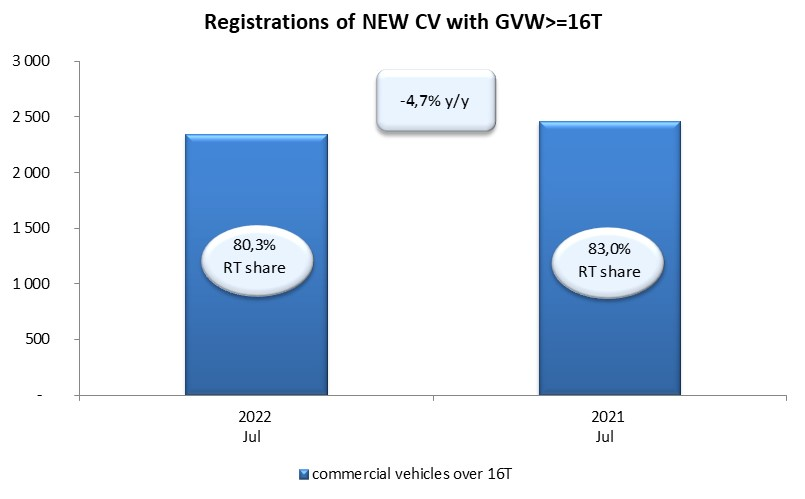 Registrations of NEW CV with GVW>=16T
3 000
2 500
2 000
1 500
1 000
500
-
-4,7% y/y
80,3%
RT share
83,0%
RT share
2022
Jul
2021
Jul
commercial vehicles over 16T